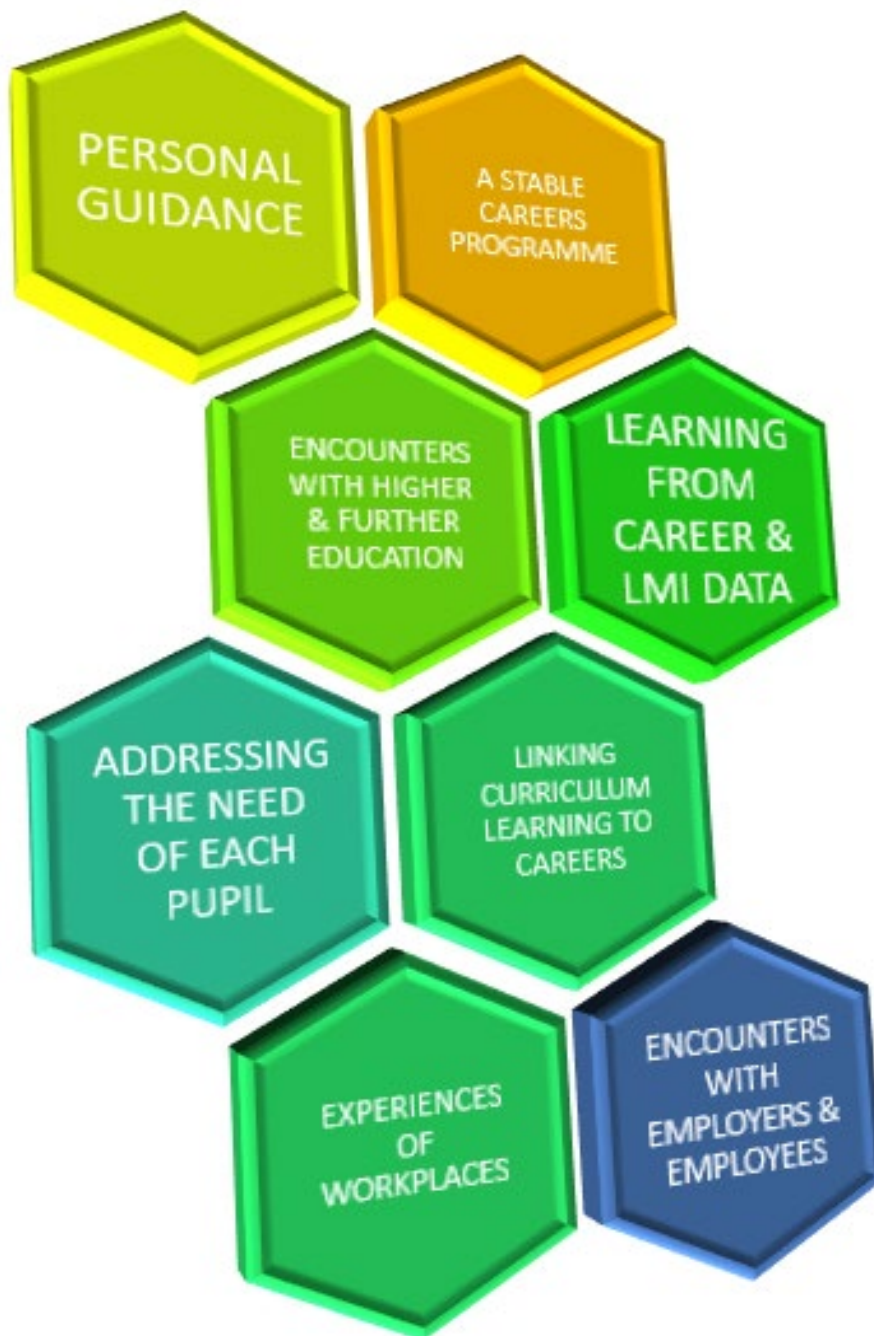 PERSONAL
GUIDANCE
A STABLE
CAREERS
PROGRAMME
ENCOUNTERS
WITH HIGHER
& FURTHER
EDUCATION
LEARNING
FROM
CAREER &
LMI DATA
ADDRESSING
THE NEED
OF EACH
PUPIL
LINKING
CURRICULUM
LEARNING TO
CAREERS
EXPERIENCES
OF
WORKPLACES
ENCOUNTERS
WITH
EMPLOYERS &
EMPLOYEES